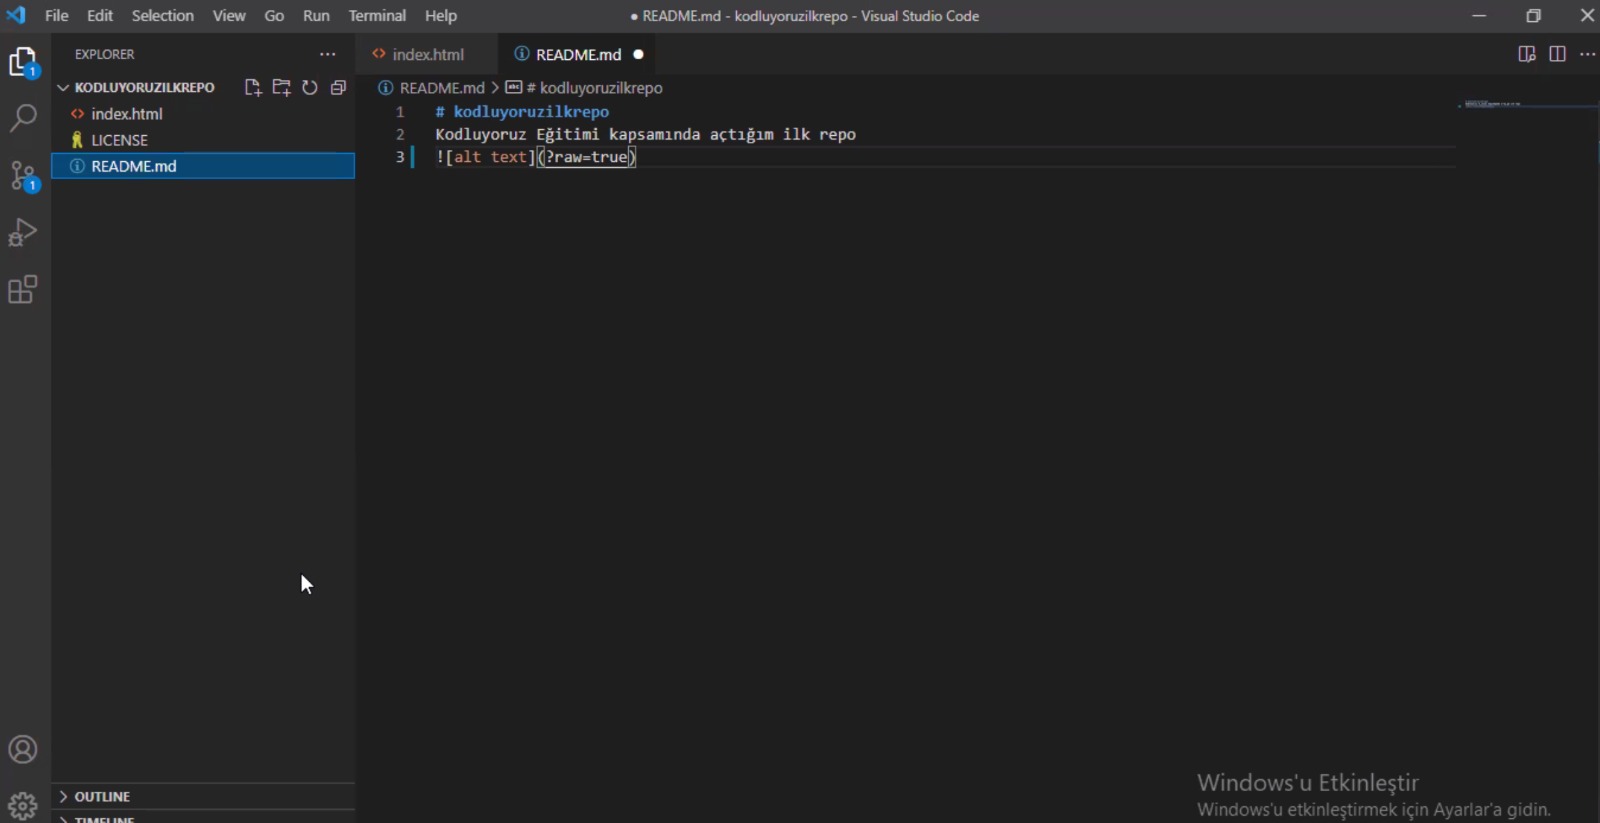 File Edit Selection View Go Run Terminal Help
● README.md - kodluyoruzilkrepo - Visual Studio Code
EXPLORER
index.html
README.md ●
1
KODLUYORUZILKREPO
README.md > # kodluyoruzilkrepo
index.html
LICENSE
README.md
1
1 # kodluyoruzilkrepo
2 Kodluyoruz Eğitimi kapsamında açtığım ilk repo
3 ![alt text](?raw=true)
OUTLINE
TIMELINE
Windows'u Etkinleştir
Windows'u etkinleştirmek için Ayarlar'a gidin.